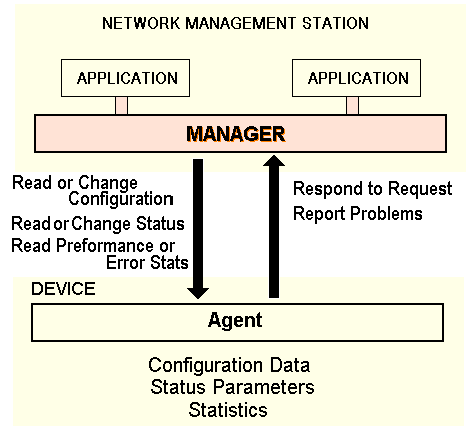 NETWORK MANAGEMENT STATION
APPLICATION
APPLICATION
MANAGER
Read or Change
Configuration
Read or Change Status
Read Preformance or
Error Stats
Respond to Request
Report Problems
DEVICE
Agent
Configuration Data
Status Parameters
Statistics